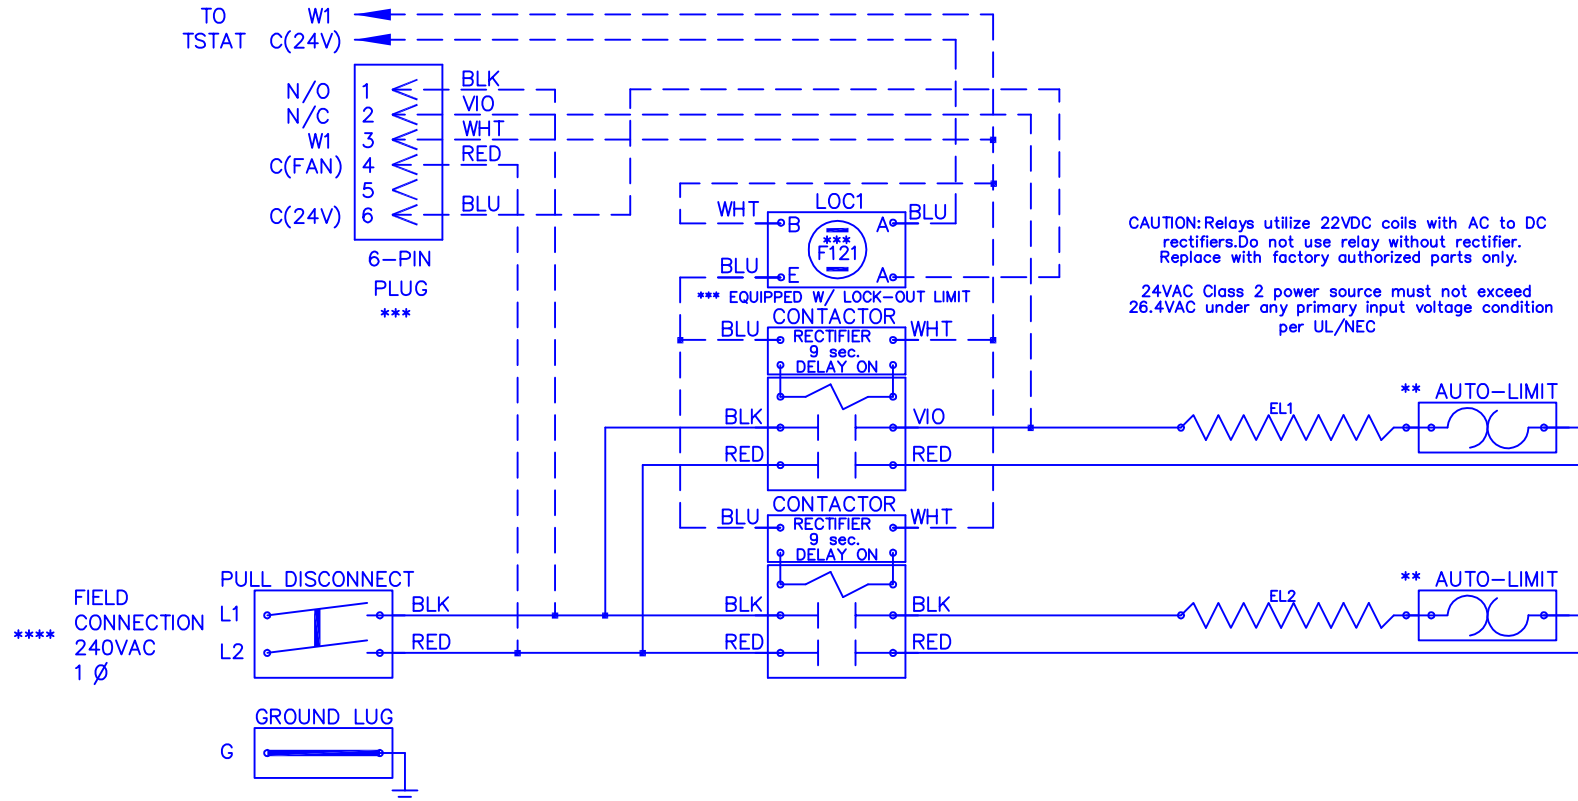 TO W1
TSTAT C(24V)
N/O 1 BLK
N/C 2 VIO
W1 3 WHT
C(FAN) 4 RED
5
C(24V) 6 BLU
6-PIN
PLUG
***
LOC1
WHT B A BLU
***
F121
BLU E A
*** EQUIPPED W/ LOCK-OUT LIMIT
CONTACTOR
BLU RECTIFIER WHT
9 sec.
DELAY ON
BLK VIO
RED RED
CONTACTOR
BLU RECTIFIER WHT
9 sec.
DELAY ON
BLK BLK
RED RED
CAUTION: Relays utilize 22VDC coils with AC to DC
rectifiers.Do not use relay without rectifier.
Replace with factory authorized parts only.
24VAC Class 2 power source must not exceed
26.4VAC under any primary input voltage condition
per UL/NEC
EL1
** AUTO-LIMIT
EL2
** AUTO-LIMIT
PULL DISCONNECT
L1 BLK
L2 RED
FIELD
CONNECTION
**** 240VAC
1 Ø
GROUND LUG
G